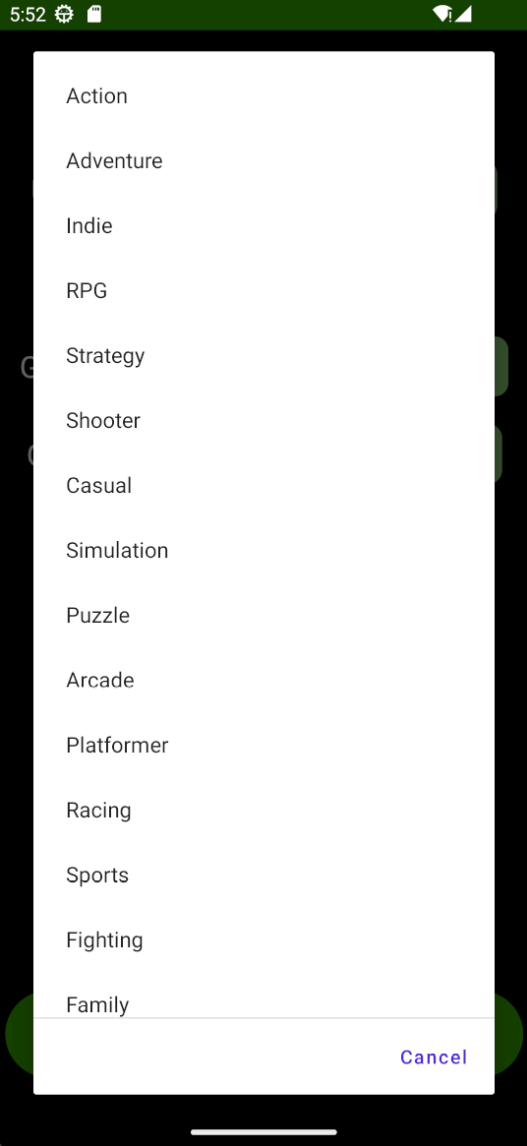 5:52
Action
Adventure
Indie
RPG
Strategy
Shooter
Casual
Simulation
Puzzle
Arcade
Platformer
Racing
Sports
Fighting
Family
Cancel